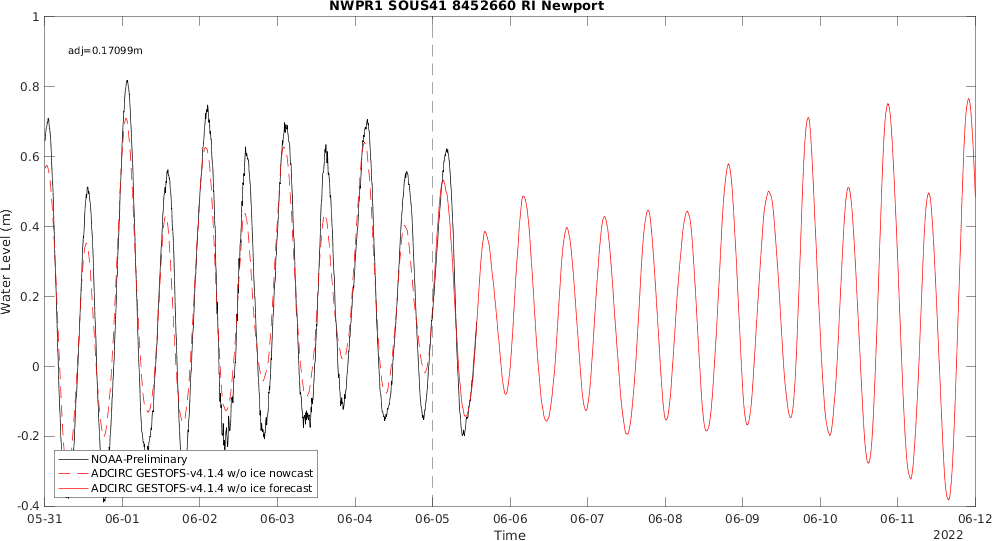 NWPR1 SOUS41 8452660 RI Newport
adj=0.17099m
Water Level (m)
1
0.8
0.6
0.4
0.2
0
-0.2
-0.4
NOAA-Preliminary
ADCIRC GESTOFS-v4.1.4 w/o ice nowcast
ADCIRC GESTOFS-v4.1.4 w/o ice forecast
05-31 06-01 06-02 06-03 06-04 06-05 06-06 06-07 06-08 06-09 06-10 06-11 06-12
Time
2022